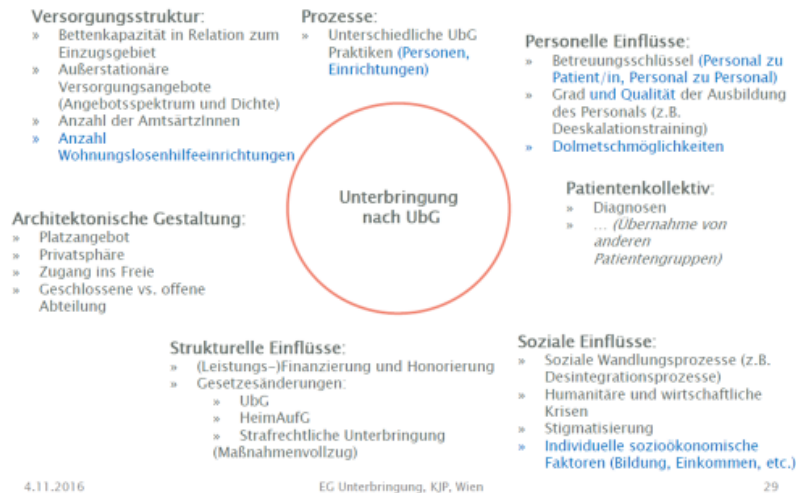 Versorgungsstruktur:
» Bettenkapazität in Relation zum
Einzugsgebiet
» Außerstationäre
Versorgungsangebote
(Angebotsspektrum und Dichte)
» Anzahl der AmtsärtzInnen
» Anzahl
Wohnungslosenhilfeeinrichtungen
Prozesse:
» Unterschiedliche UbG
Praktiken (Personen,
Einrichtungen)
Personelle Einflüsse:
» Betreuungsschlüssel (Personal zu
Patient/in, Personal zu Personal)
» Grad und Qualität der Ausbildung
des Personals (z.B.
Deeskalationstraining)
» Dolmetschmöglichkeiten
Unterbringung
nach UbG
Patientenkollektiv:
» Diagnosen
» ... (Übernahme von
anderen
Patientengruppen)
Architektonische Gestaltung:
» Platzangebot
» Privatsphäre
» Zugang ins Freie
» Geschlossene vs. offene
Abteilung
Strukturelle Einflüsse:
» (Leistungs-)Finanzierung und Honorierung
» Gesetzesänderungen:
» UbG
» HeimAufG
» Strafrechtliche Unterbringung
(Maßnahmenvollzug)
Soziale Einflüsse:
» Soziale Wandlungsprozesse (z.B.
Desintegrationsprozesse)
» Humanitäre und wirtschaftliche
Krisen
» Stigmatisierung
» Individuelle sozioökonomische
Faktoren (Bildung, Einkommen, etc.)
4.11.2016
EG Unterbringung, KJP, Wien
29